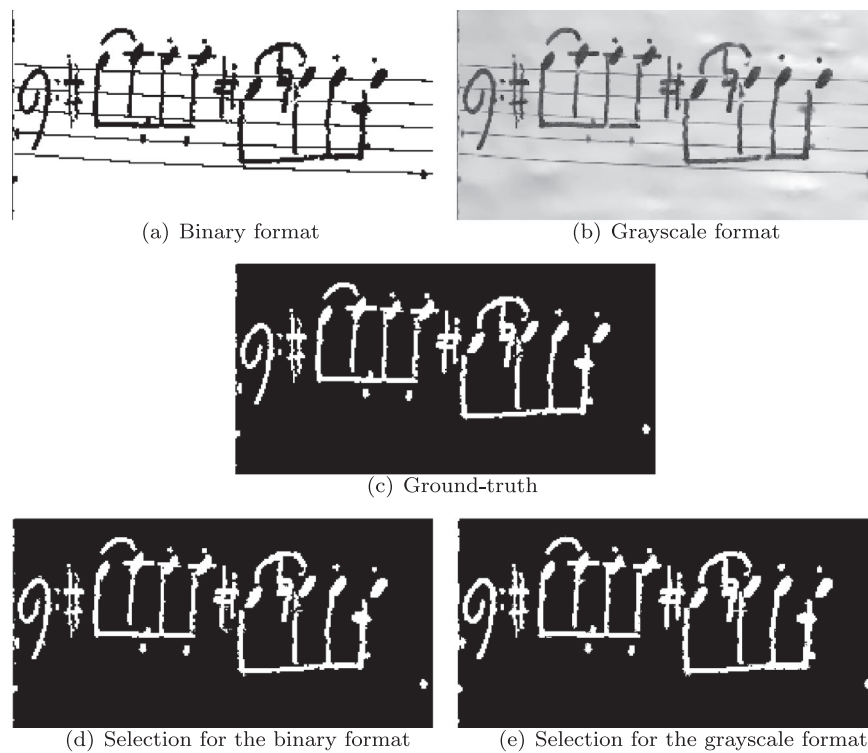 (a) Binary format
(b) Grayscale format
(c) Ground-truth
(d) Selection for the binary format
(e) Selection for the grayscale format